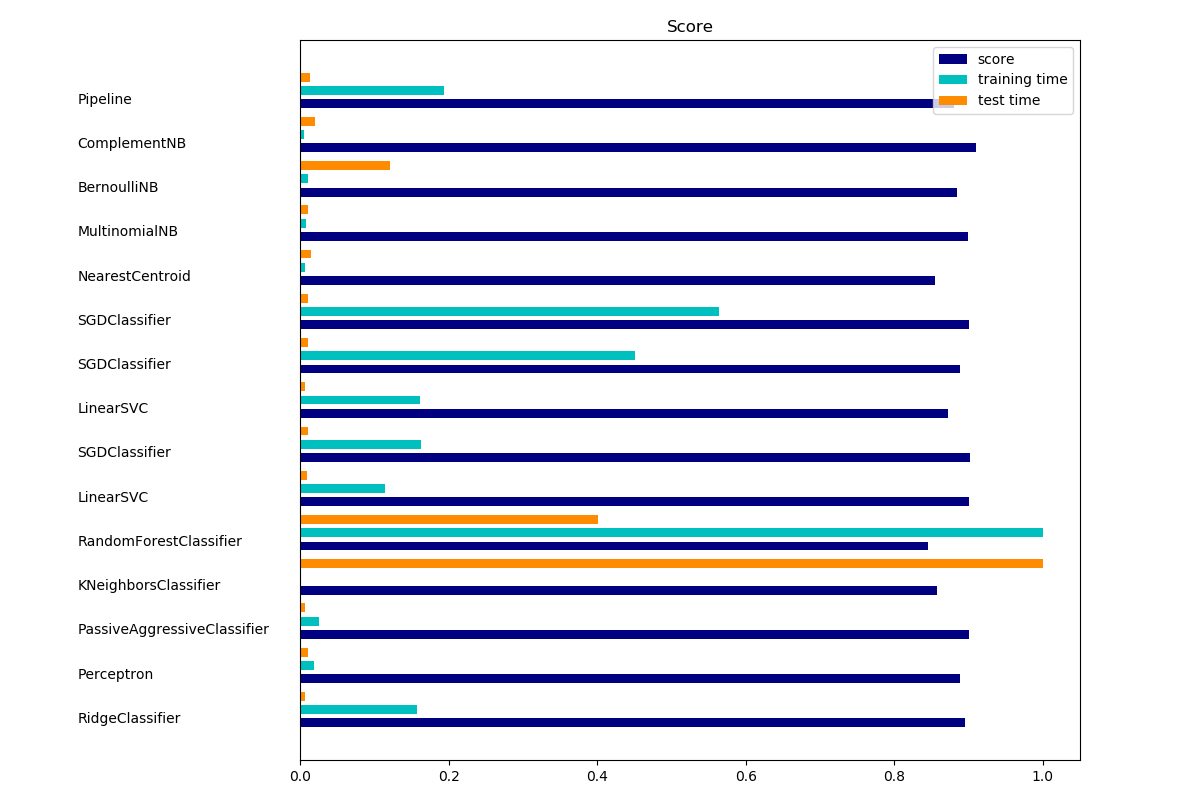 Score
score
training time
test time
Pipeline
ComplementNB
BernoulliNB
MultinomialNB
NearestCentroid
SGDClassifier
SGDClassifier
LinearSVC
SGDClassifier
LinearSVC
RandomForestClassifier
KNeighborsClassifier
PassiveAggressiveClassifier
Perceptron
RidgeClassifier
0.0 0.2 0.4 0.6 0.8 1.0